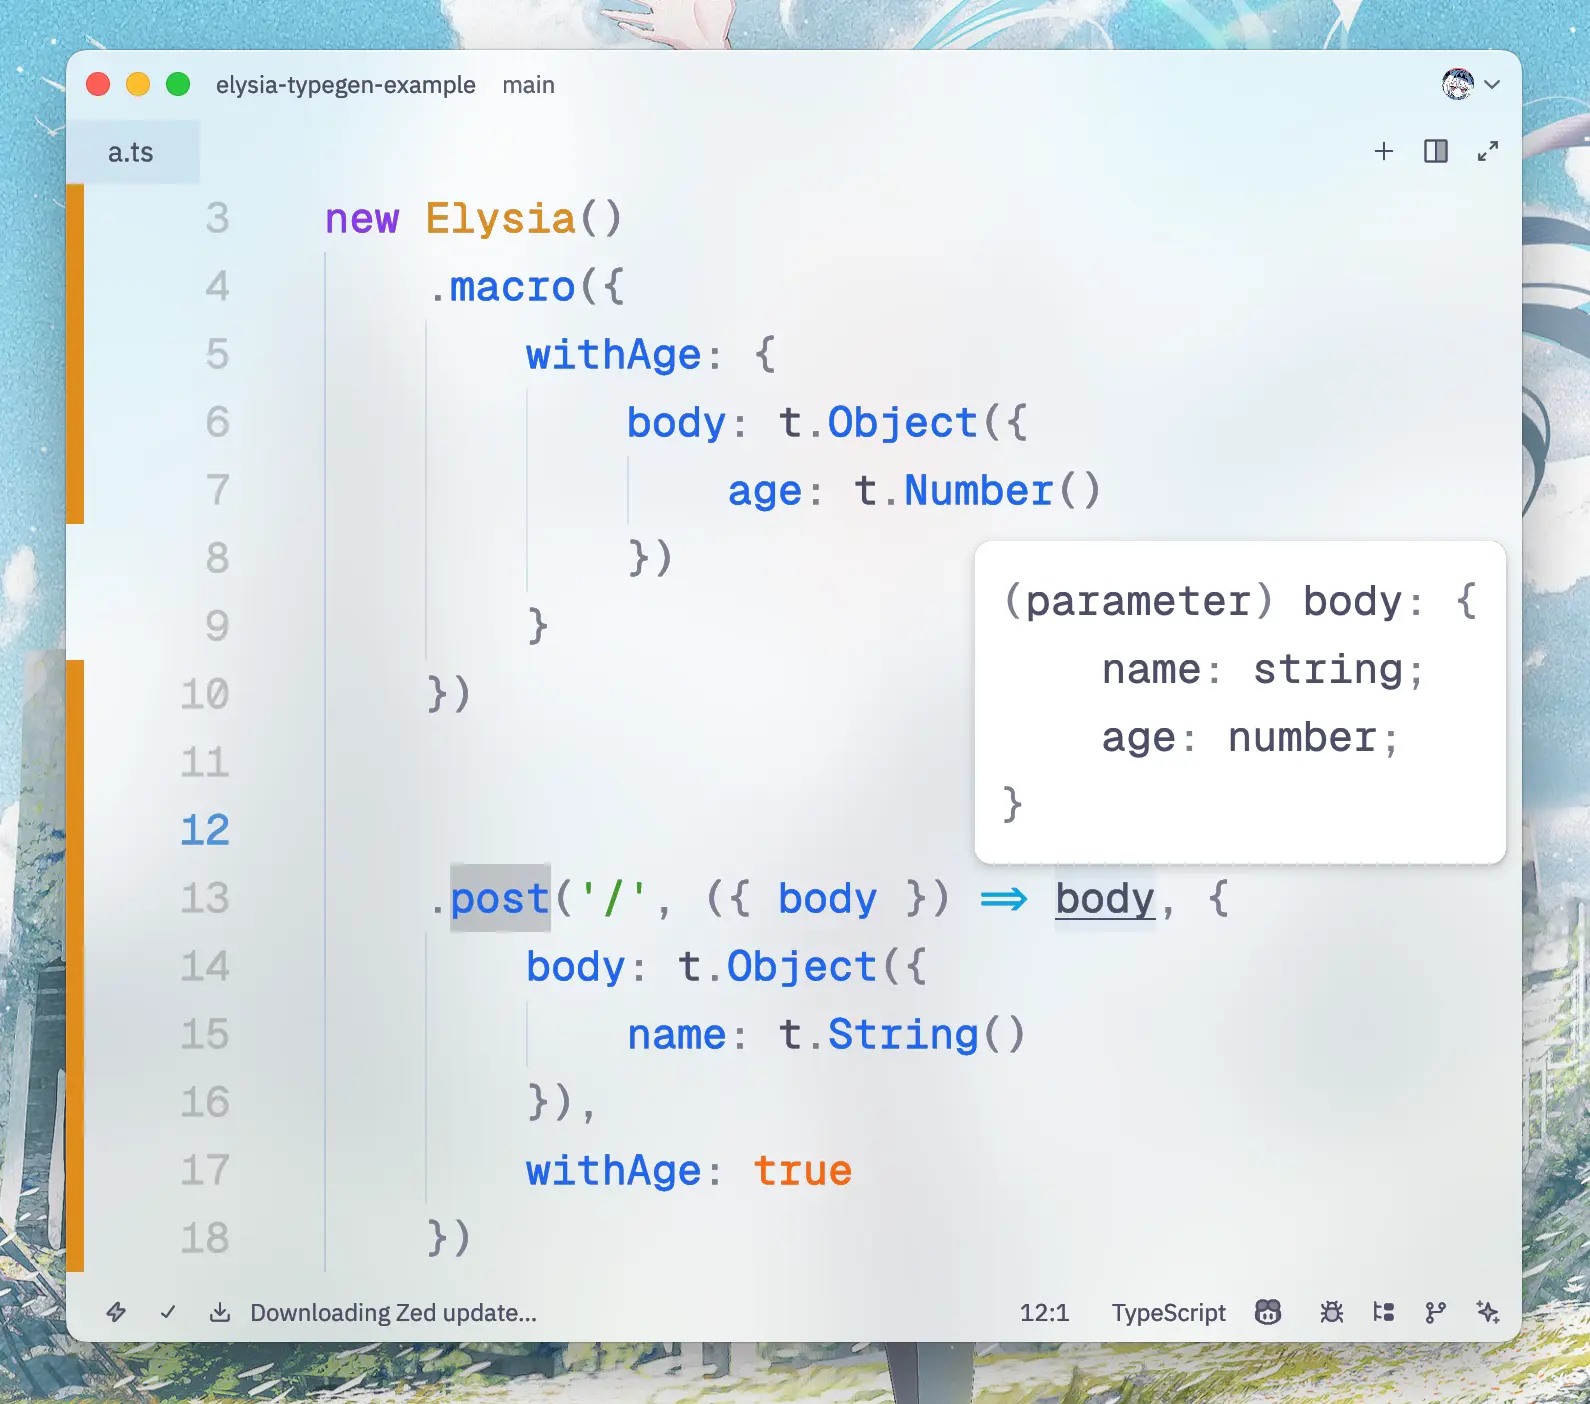 elysia-typegen-example main
a.ts
3 new Elysia()
4 .macro({
5 withAge: {
6 body: t.Object({
7 age: t.Number()
8 })
9 }
10 })
11
12
(parameter) body: {
name: string;
age: number;
}
13 .post('/', ({ body }) => body, {
14 body: t.Object({
15 name: t.String()
16 }),
17 withAge: true
18 })
Downloading Zed update… 12:1 TypeScript